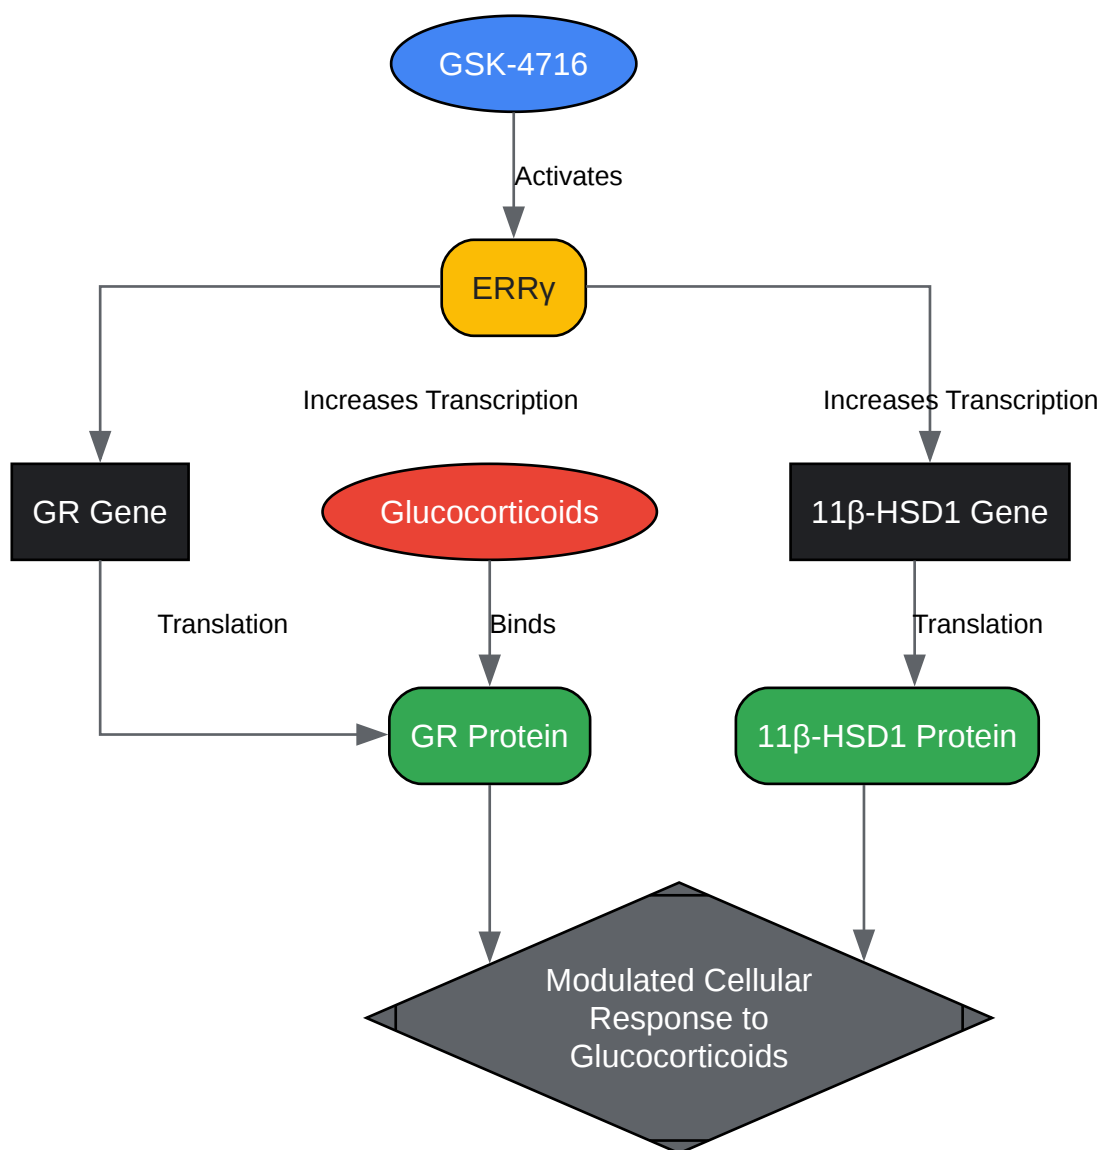 GSK-4716
Activates
ERRγ
Increases Transcription
Increases Transcription
GR Gene
Glucocorticoids
11β-HSD1 Gene
Translation
Binds
Translation
GR Protein
11β-HSD1 Protein
Modulated Cellular
Response to
Glucocorticoids